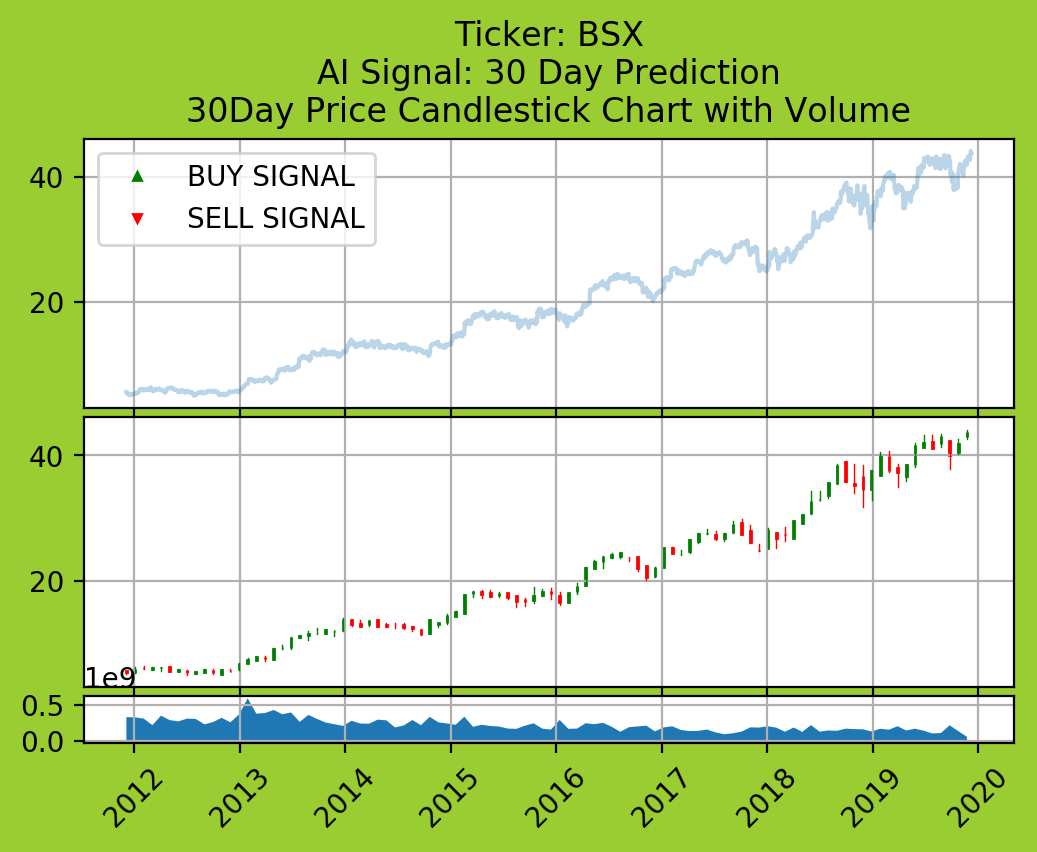 Ticker: BSX
AI Signal: 30 Day Prediction
30Day Price Candlestick Chart with Volume
BUY SIGNAL
SELL SIGNAL
40
20
40
20
1e9
0.5
0.0
2012 2013 2014 2015 2016 2017 2018 2019 2020